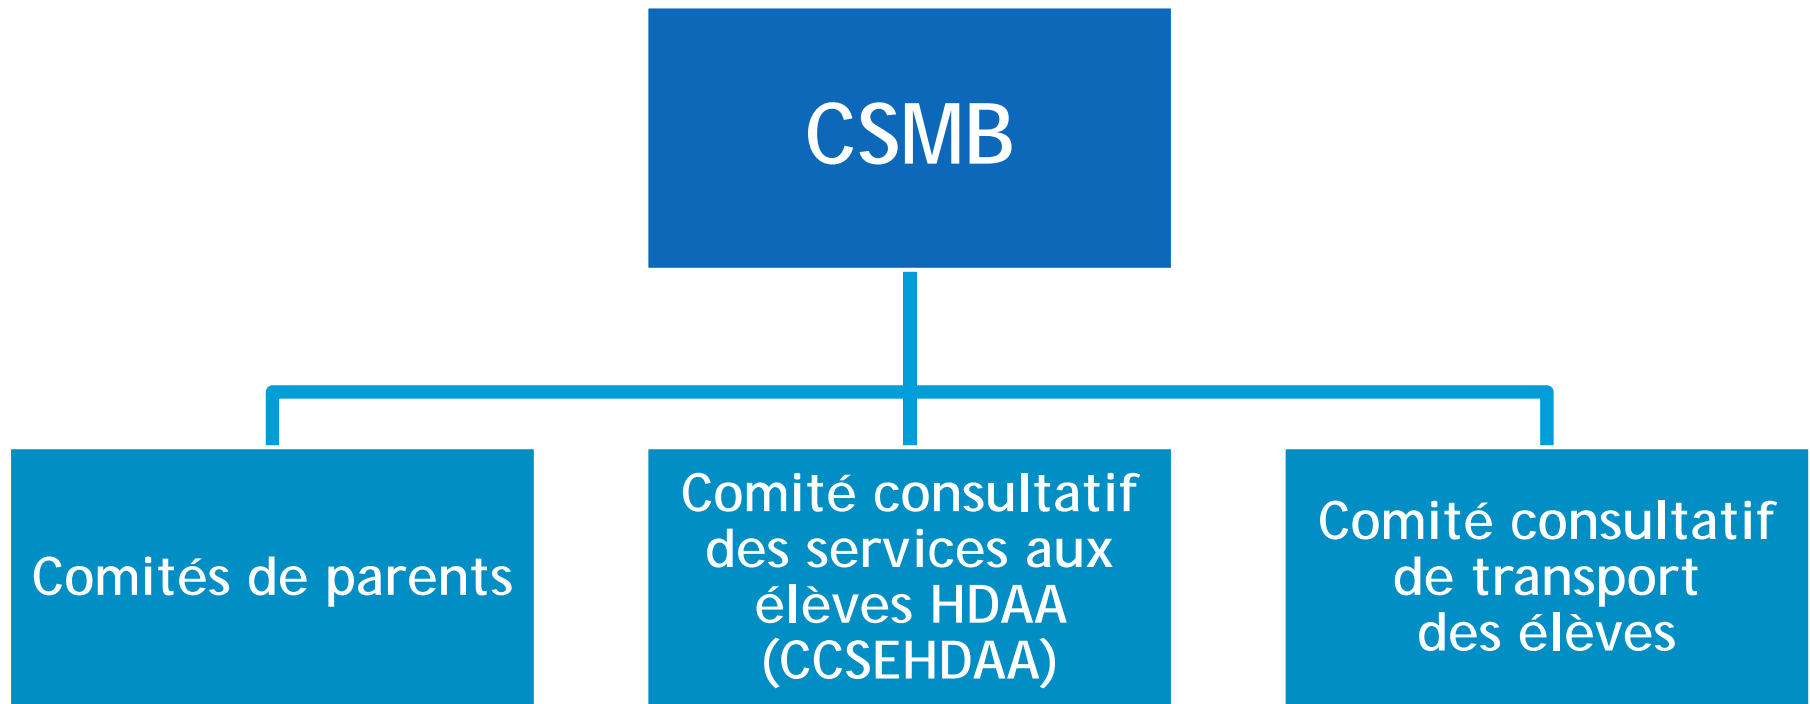 CSMB
Comités de parents
Comité consultatif
des services aux
élèves HDAA
(CCSEHDAA)
Comité consultatif
de transport
des élèves